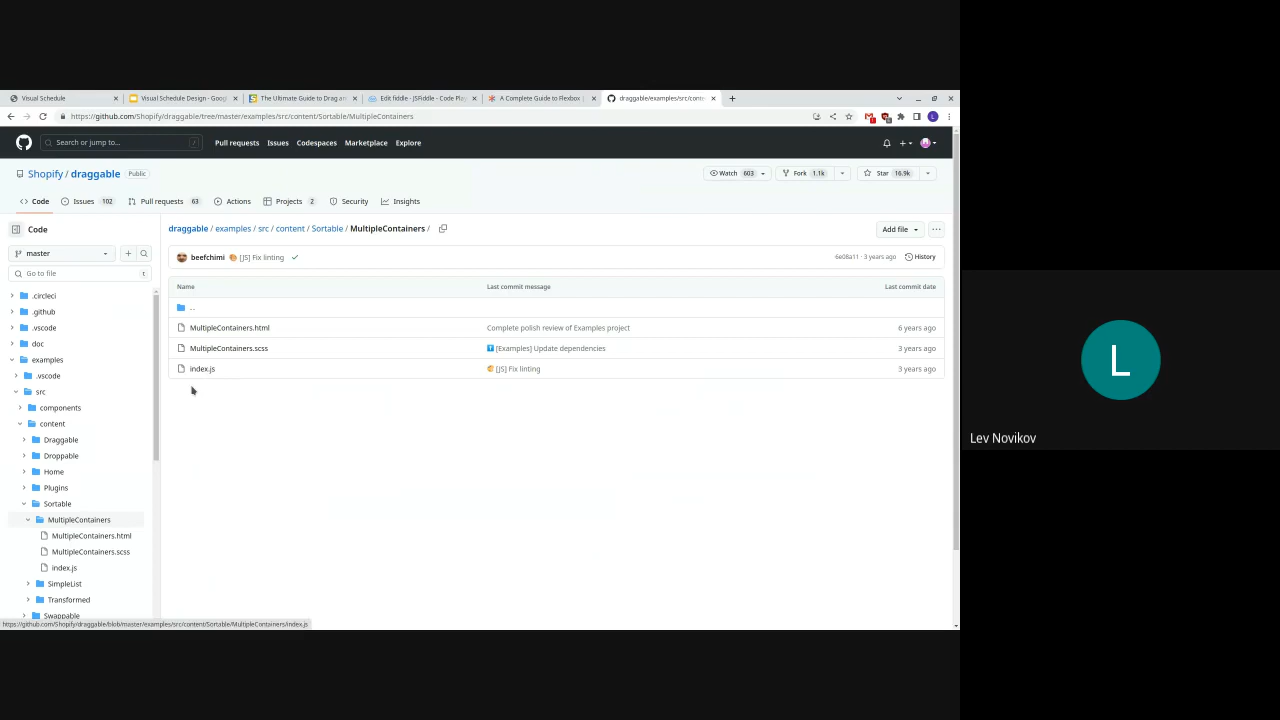 Visual Schedule
Visual Schedule Design - Goog
The Ultimate Guide to Drag an
Edit fiddle - JSFiddle - Code Play
A Complete Guide to Flexbox
draggable/examples/src/conte
https://github.com/Shopify/draggable/tree/master/examples/src/content/Sortable/MultipleContainers
L
Search or jump to...
/
Pull requests
Issues
Codespaces
Marketplace
Explore
Shopify / draggable
Public
Watch 603
Fork 1.1k
Star 16.9k
Code
Issues 102
Pull requests 63
Actions
Projects 2
Security
Insights
Code
draggable / examples / src / content / Sortable / MultipleContainers /
Add file
master
beefchimi
[JS] Fix linting
6e08a11 · 3 years ago
History
Go to file
t
Name
Last commit message
Last commit date
..
MultipleContainers.html
Complete polish review of Examples project
6 years ago
MultipleContainers.scss
[Examples] Update dependencies
3 years ago
index.js
[JS] Fix linting
3 years ago
.circleci
.github
.vscode
doc
examples
.vscode
src
components
content
Draggable
Droppable
Home
Plugins
Sortable
MultipleContainers
MultipleContainers.html
MultipleContainers.scss
index.js
SimpleList
Transformed
Swappable
https://github.com/Shopify/draggable/blob/master/examples/src/content/Sortable/MultipleContainers/index.js
L
Lev Novikov